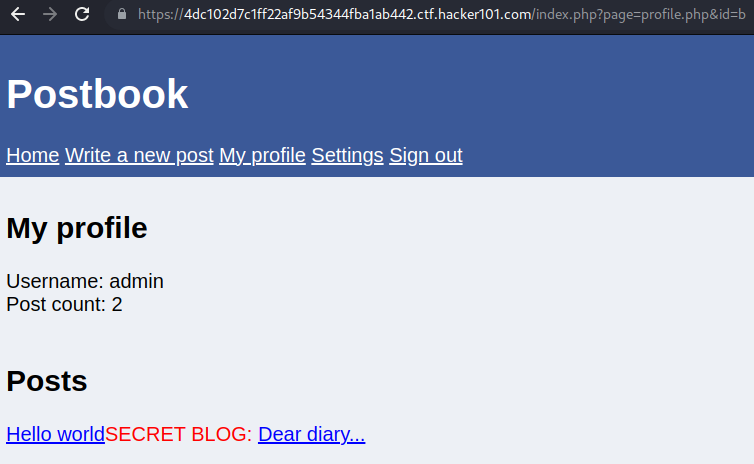 https://4dc102d7c1ff22af9b54344fba1ab442.ctf.hacker101.com/index.php?page=profile.php&id=b
Postbook
Home Write a new post My profile Settings Sign out
My profile
Username: admin
Post count: 2
Posts
Hello worldSECRET BLOG: Dear diary...